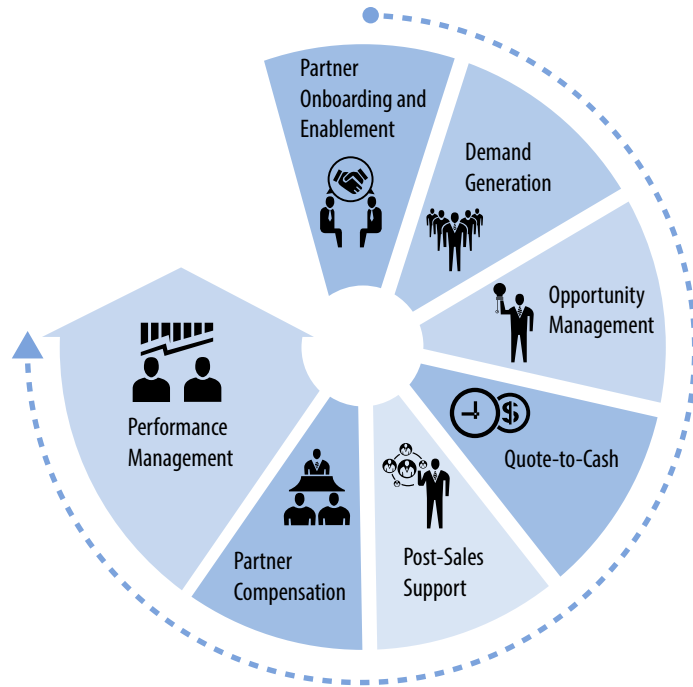 Partner
Onboarding and
Enablement
Demand
Generation
Opportunity
Management
$
Quote-to-Cash
Post-Sales
Support
Partner
Compensation
Performance
Management